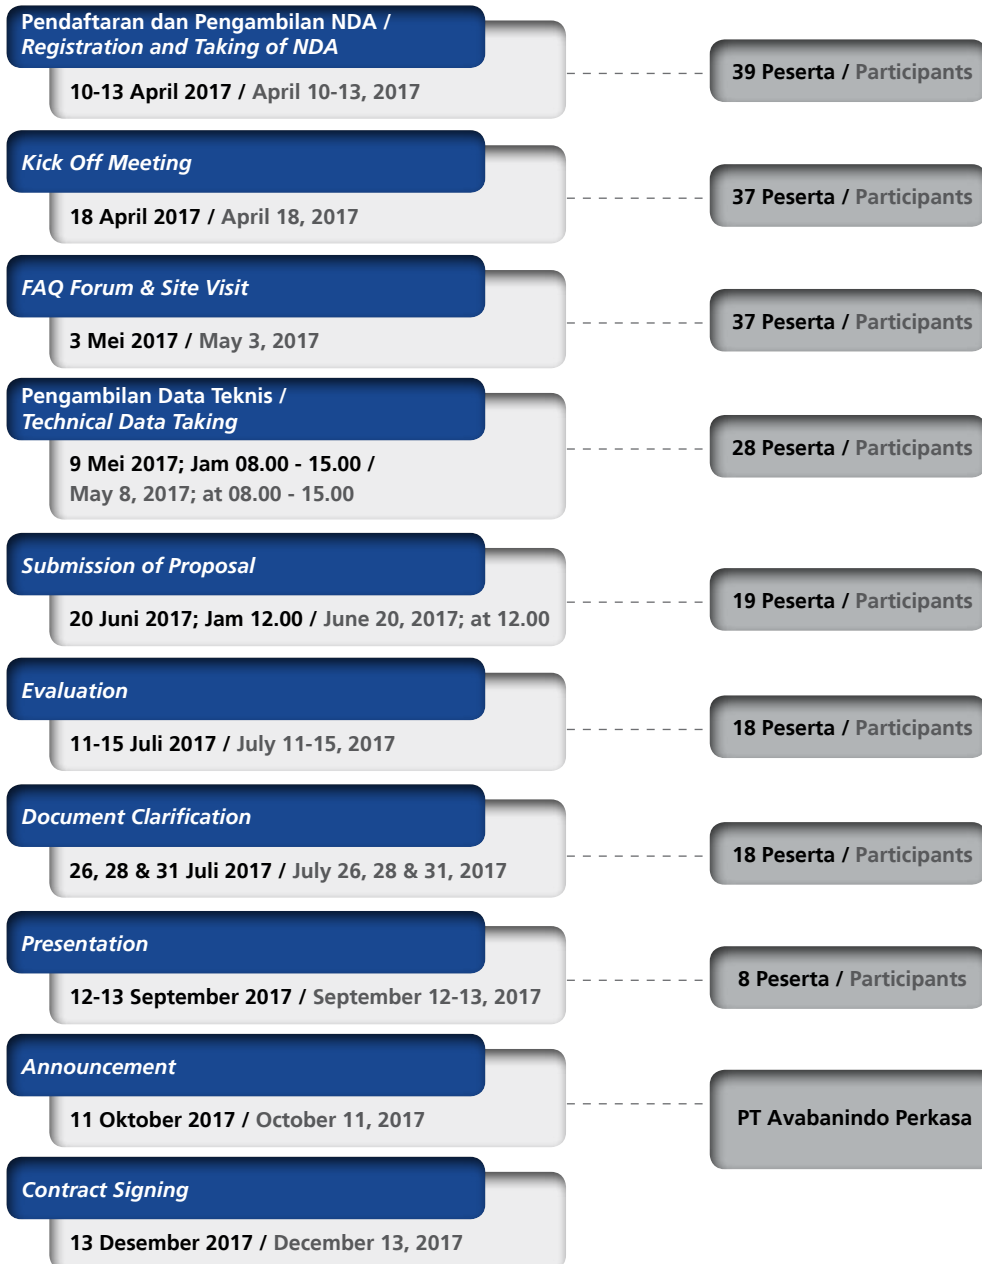 Pendaftaran dan Pengambilan NDA /
Registration and Taking of NDA
10-13 April 2017 / April 10-13, 2017
39 Peserta / Participants
Kick Off Meeting
18 April 2017 / April 18, 2017
37 Peserta / Participants
FAQ Forum & Site Visit
3 Mei 2017 / May 3, 2017
37 Peserta / Participants
Pengambilan Data Teknis /
Technical Data Taking
9 Mei 2017; Jam 08.00 - 15.00 /
May 8, 2017; at 08.00 - 15.00
28 Peserta / Participants
Submission of Proposal
20 Juni 2017; Jam 12.00 / June 20, 2017; at 12.00
19 Peserta / Participants
Evaluation
11-15 Juli 2017 / July 11-15, 2017
18 Peserta / Participants
Document Clarification
26, 28 & 31 Juli 2017 / July 26, 28 & 31, 2017
18 Peserta / Participants
Presentation
12-13 September 2017 / September 12-13, 2017
8 Peserta / Participants
Announcement
11 Oktober 2017 / October 11, 2017
PT Avabanindo Perkasa
Contract Signing
13 Desember 2017 / December 13, 2017